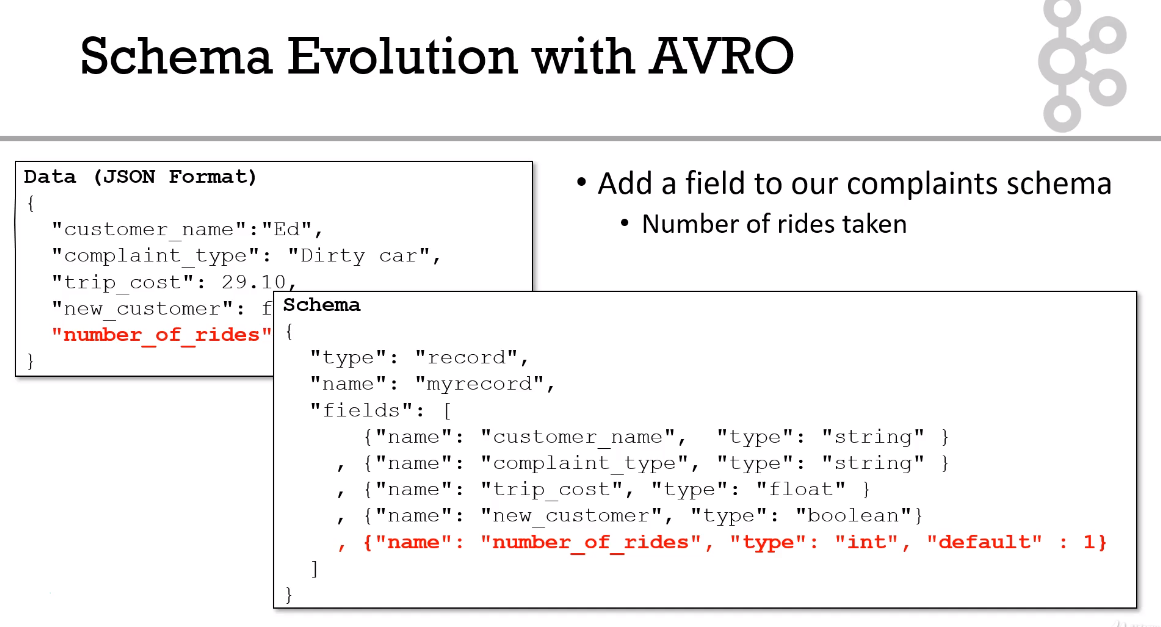 Schema Evolution with AVRO
Data (JSON Format)
{
"customer_name":"Ed",
"complaint_type": "Dirty car",
"trip_cost": 29.10,
"new_customer": f
"number_of_rides"
}
• Add a field to our complaints schema
• Number of rides taken
Schema
{
"type": "record",
"name": "myrecord",
"fields": [
{"name": "customer_name", "type": "string" }
, {"name": "complaint_type", "type": "string" }
, {"name": "trip_cost", "type": "float" }
, {"name": "new_customer", "type": "boolean"}
, {"name": "number_of_rides", "type": "int", "default" : 1}
]
}